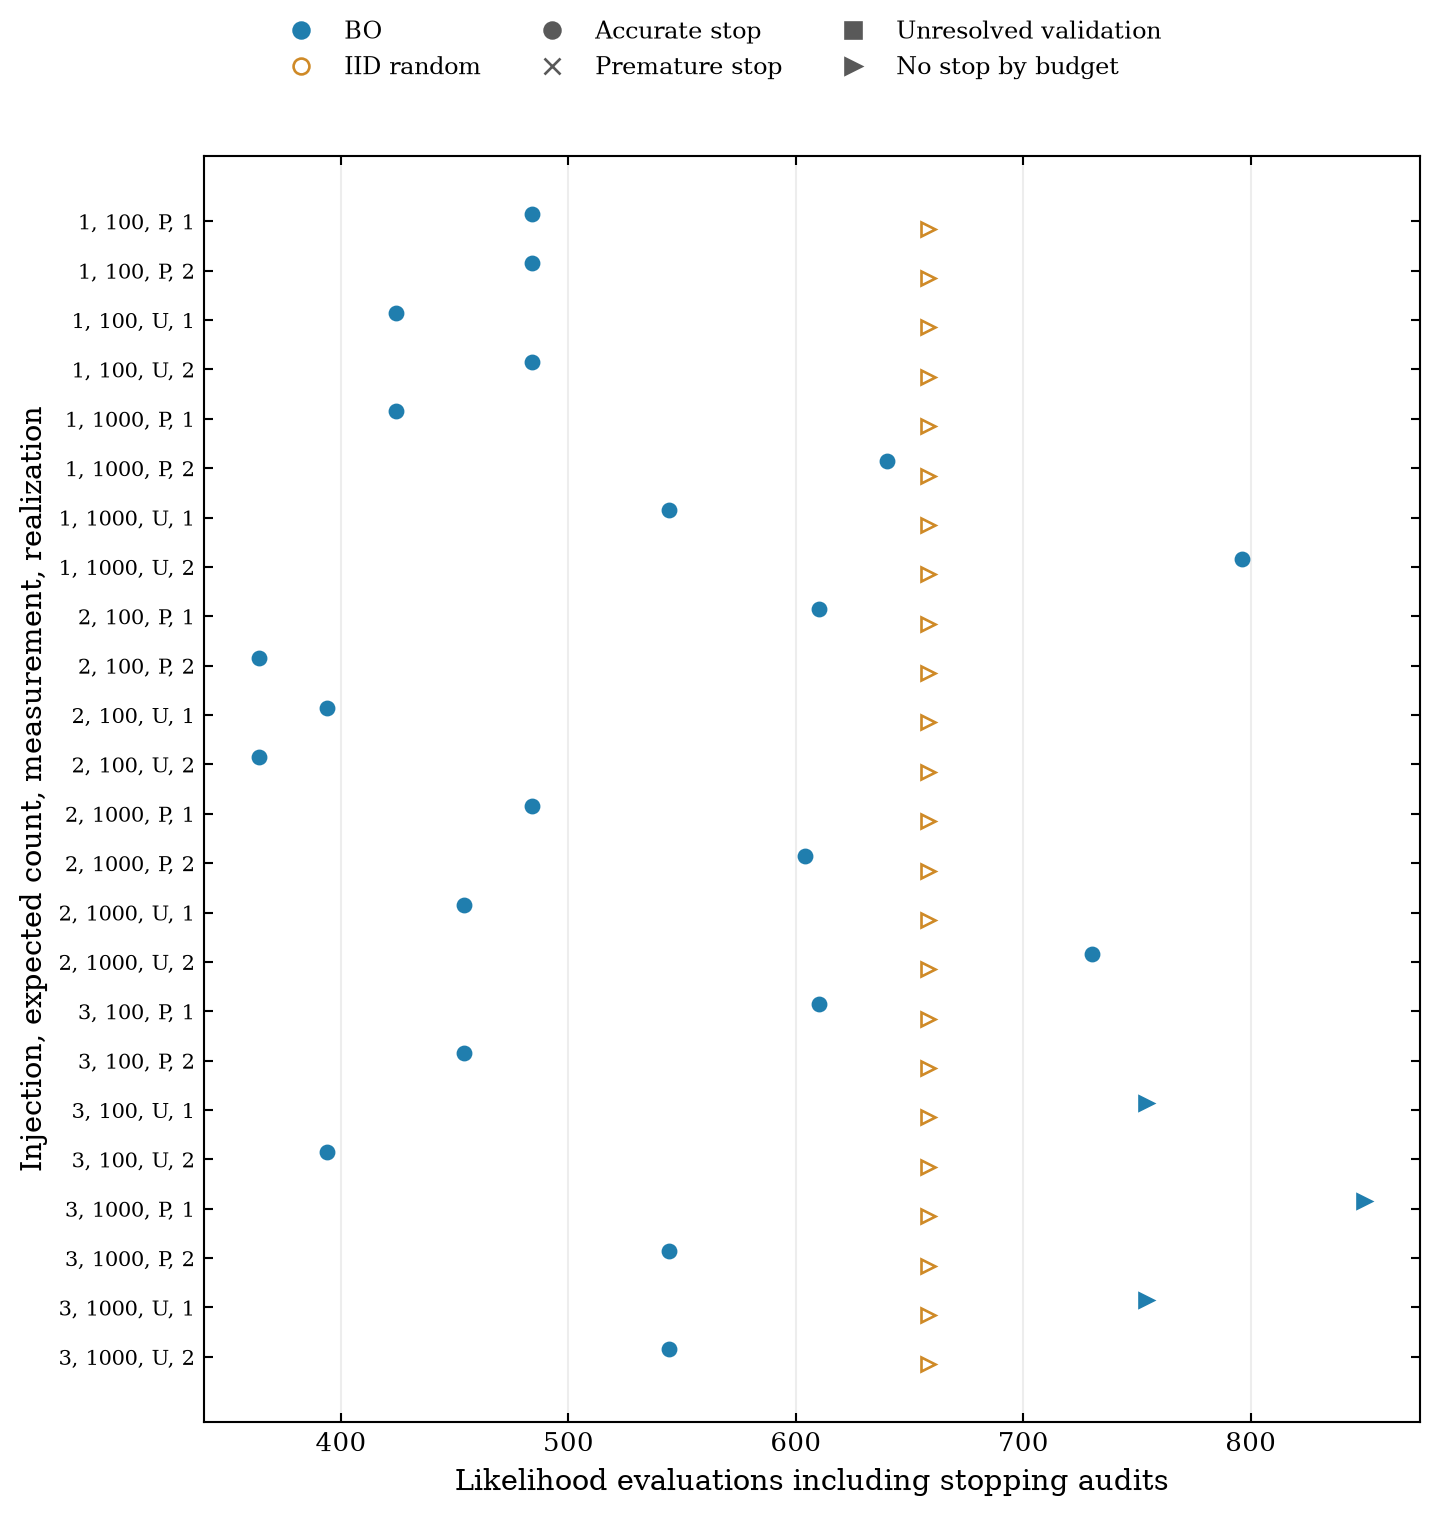 BO
IID random
Accurate stop
Premature stop
Unresolved validation
No stop by budget
Injection, expected count, measurement, realization
1, 100, P, 1
1, 100, P, 2
1, 100, U, 1
1, 100, U, 2
1, 1000, P, 1
1, 1000, P, 2
1, 1000, U, 1
1, 1000, U, 2
2, 100, P, 1
2, 100, P, 2
2, 100, U, 1
2, 100, U, 2
2, 1000, P, 1
2, 1000, P, 2
2, 1000, U, 1
2, 1000, U, 2
3, 100, P, 1
3, 100, P, 2
3, 100, U, 1
3, 100, U, 2
3, 1000, P, 1
3, 1000, P, 2
3, 1000, U, 1
3, 1000, U, 2
400 500 600 700 800
Likelihood evaluations including stopping audits